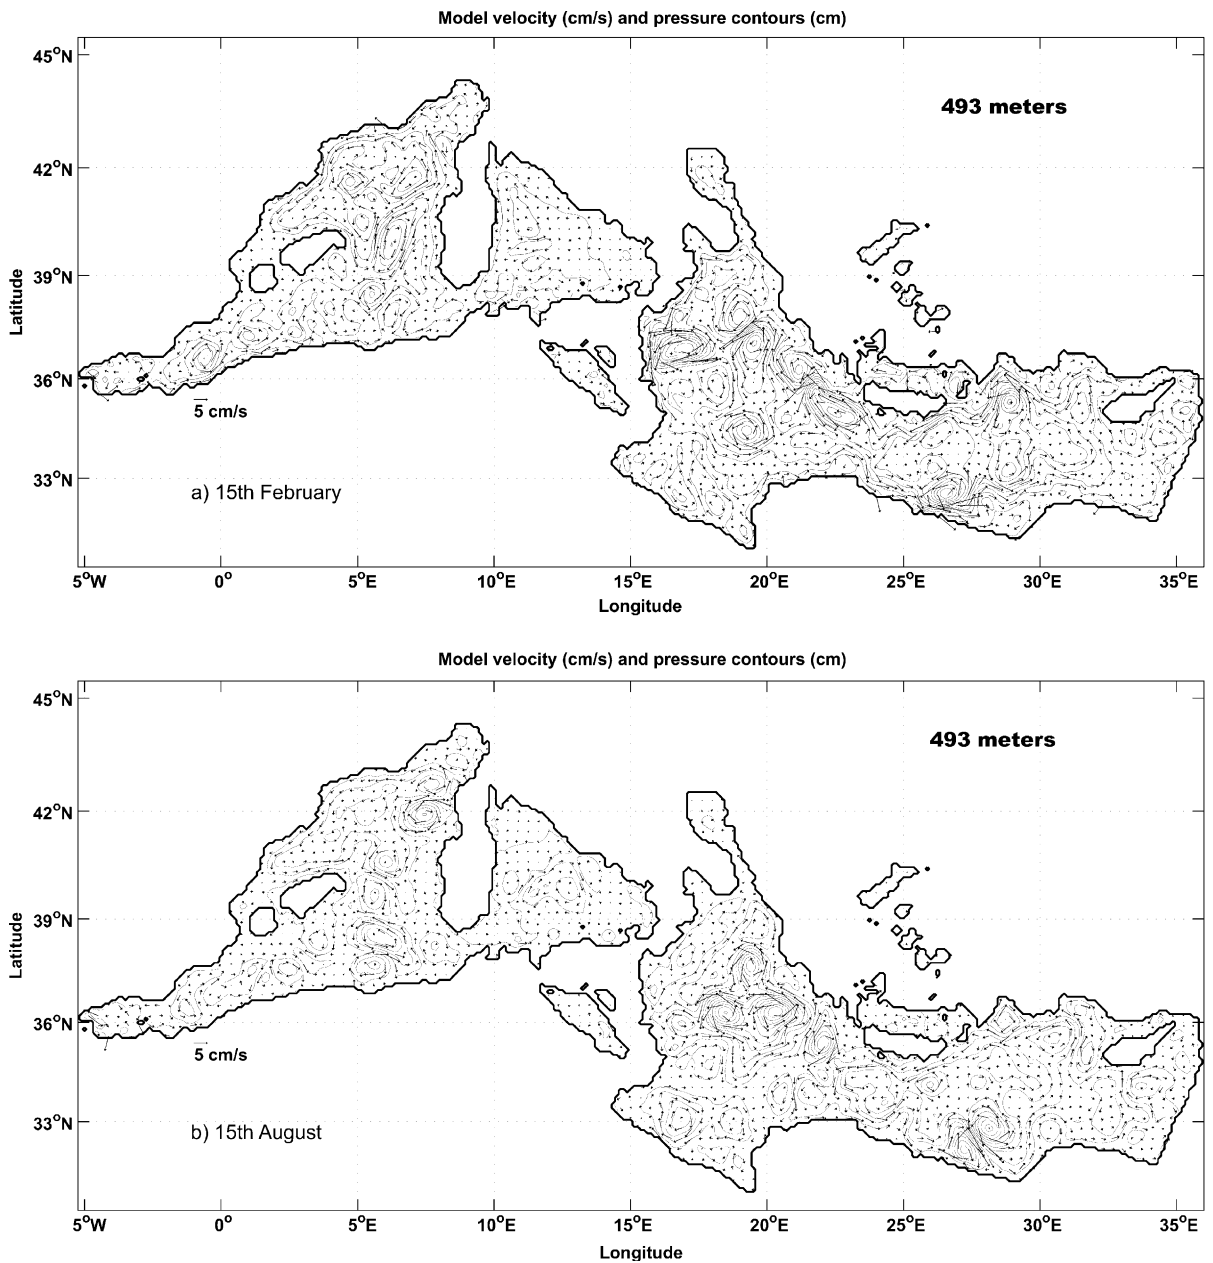 Model velocity (cm/s) and pressure contours (cm)
45°N
493 meters
42°N
39°N
Latitude
36°N
5 cm/s
33°N
a) 15th February
5°W 0° 5°E 10°E 15°E 20°E 25°E 30°E 35°E
Longitude
Model velocity (cm/s) and pressure contours (cm)
45°N
493 meters
42°N
39°N
Latitude
36°N
5 cm/s
33°N
b) 15th August
5°W 0° 5°E 10°E 15°E 20°E 25°E 30°E 35°E
Longitude